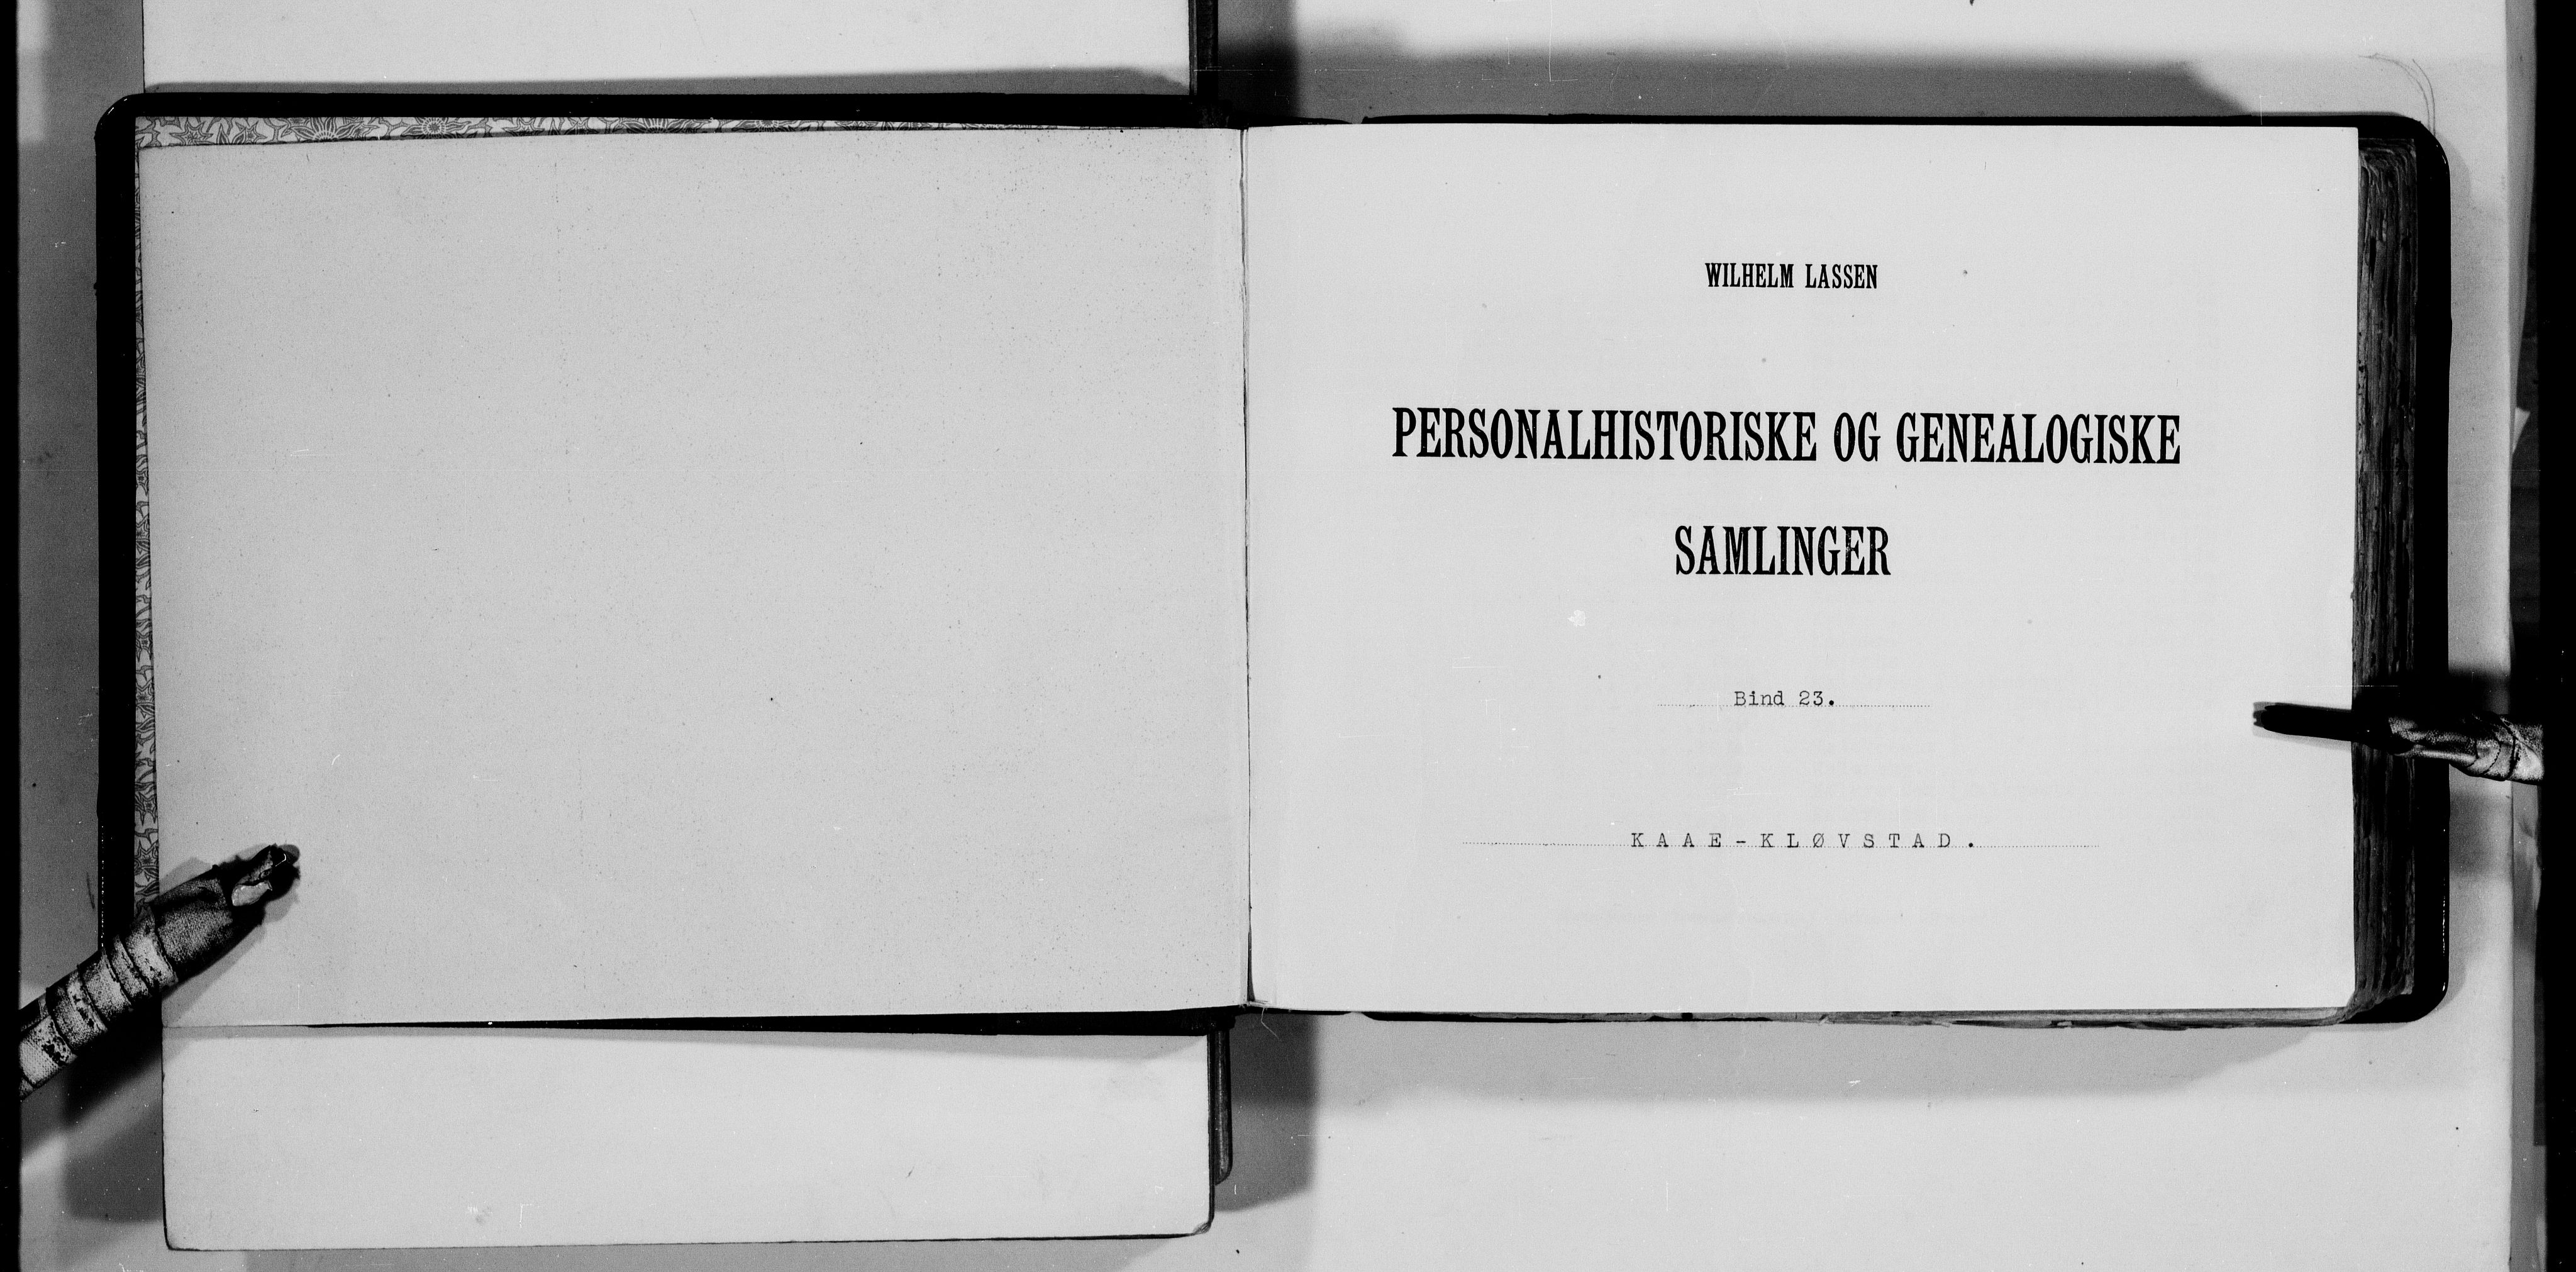 WILHELM LASSEN
PERSONALHISTORISKE OG GENEALOGISKE
SAMLINGER
Bind 23.
KAAE-KLØVSTAD.